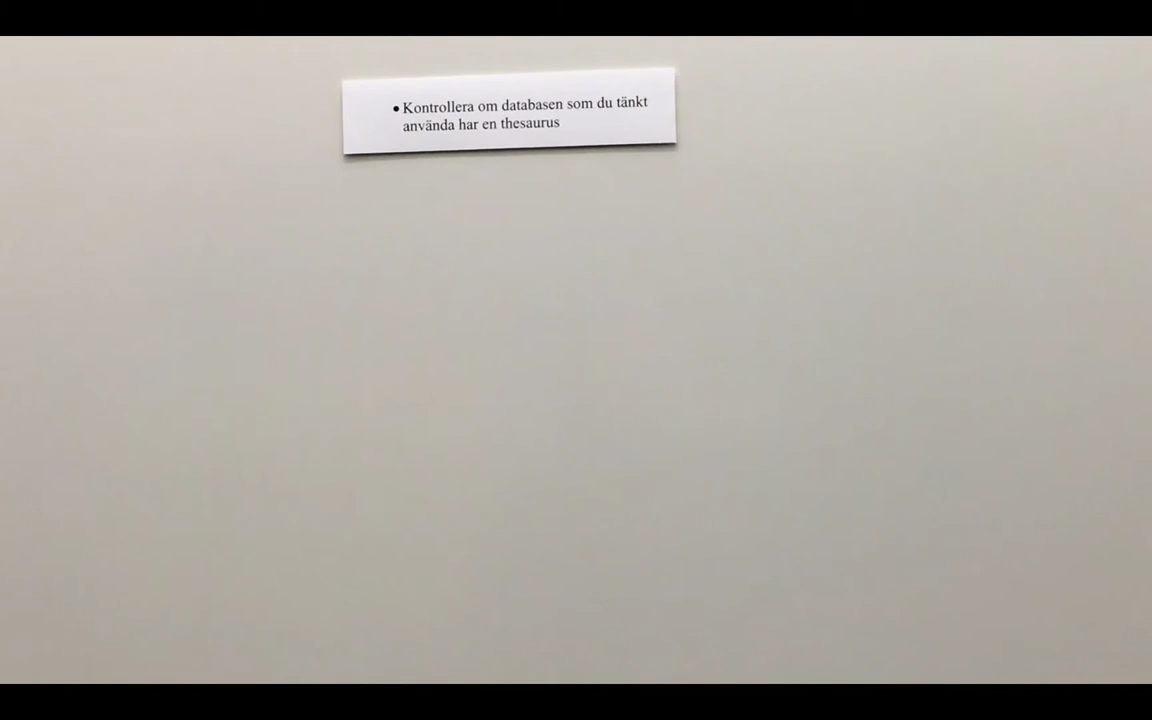 • Kontrollera om databasen som du tänkt
använda har en thesaurus